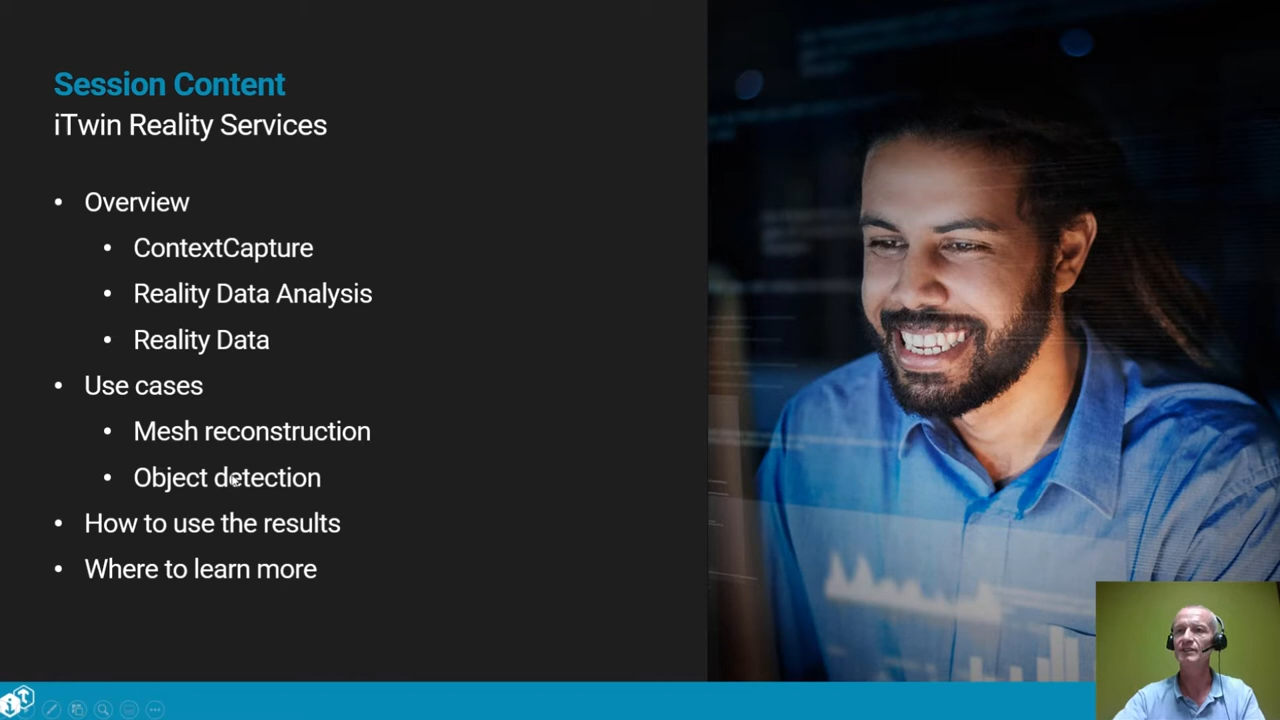 Session Content
iTwin Reality Services
• Overview
• ContextCapture
• Reality Data Analysis
• Reality Data
• Use cases
• Mesh reconstruction
• Object detection
• How to use the results
• Where to learn more